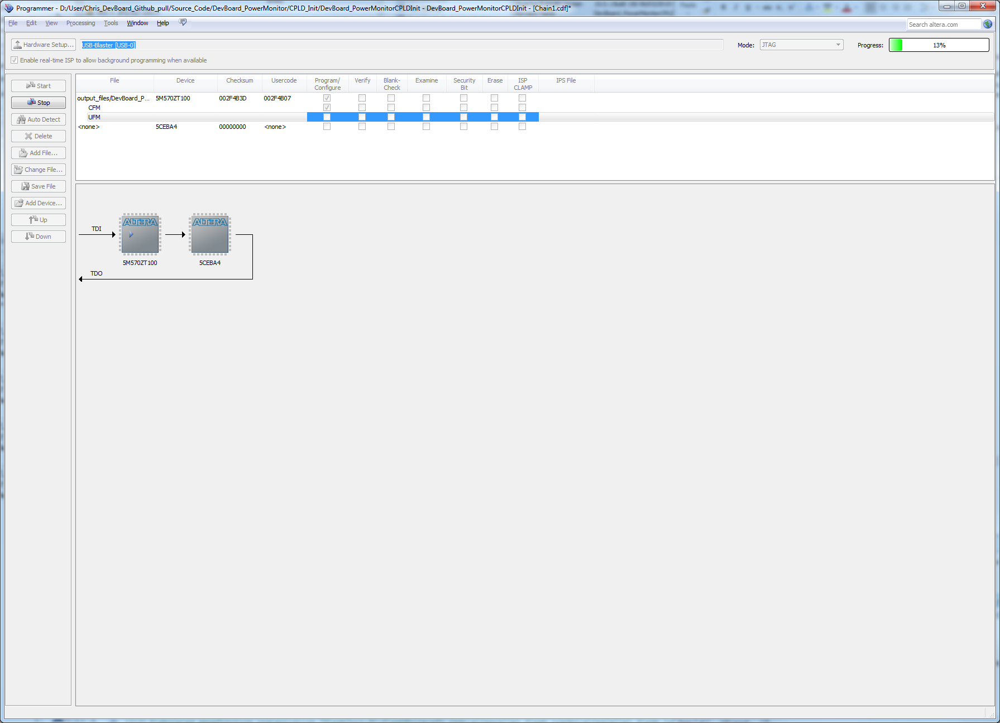 Programmer - D:/User/Chris_DevBoard_Github_pull/Source_Code/DevBoard_PowerMonitor/CPLD_Init/DevBoard_PowerMonitorCPLDInit - DevBoard_PowerMonitorCPLDInit - [Chain1.cdf]*
File Edit View Processing Tools Window Help
Search altera.com
Hardware Setup... USB-Blaster [USB-0] Mode: JTAG Progress: 13%
Enable real-time ISP to allow background programming when available
Start
Stop
Auto Detect
Delete
Add File...
Change File...
Save File
Add Device...
Up
Down
File Device Checksum Usercode Program/ Verify Blank- Examine Security Erase ISP IPS File
Configure Check Bit CLAMP
output_files/DevBoard_P... 5M570ZT100 002F4B3D 002F4B07
CFM
UFM
<none> 5CEBA4 00000000 <none>
ALTERA ALTERA
TDI
5M570ZT100 5CEBA4
TDO